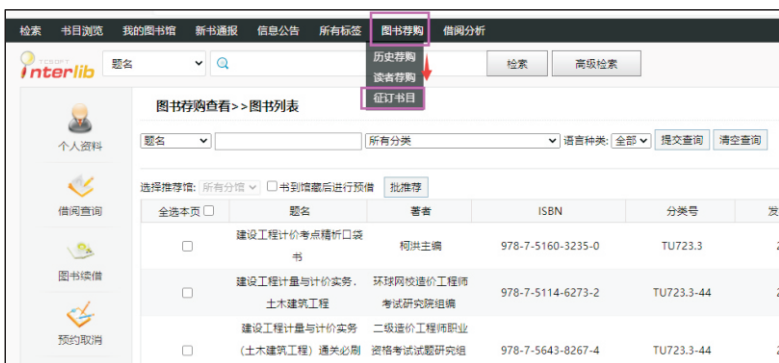 检索 书目浏览 我的图书馆 新书通报 信息公告 所有标签 图书荐购 借阅分析
TCSOFT
interlib
题名
历史荐购
读者荐购
征订书目
检索 高级检索
图书荐购查看>>图书列表
题名 所有分类 语言种类: 全部 提交查询 清空查询
选择推荐馆: 所有分馆 书到馆藏后进行预借 批推荐
全选本页 题名 著者 ISBN 分类号 发
建设工程计价考点精析口袋书 柯洪主编 978-7-5160-3235-0 TU723.3
建设工程计量与计价实务.土木建筑工程 环球网校造价工程师考试研究院组编 978-7-5114-6273-2 TU723.3-44
建设工程计量与计价实务（土木建筑工程）通关必刷 二级造价工程师职业资格考试试题研究组 978-7-5643-8267-4 TU723.3-44
个人资料
借阅查询
图书续借
预约取消